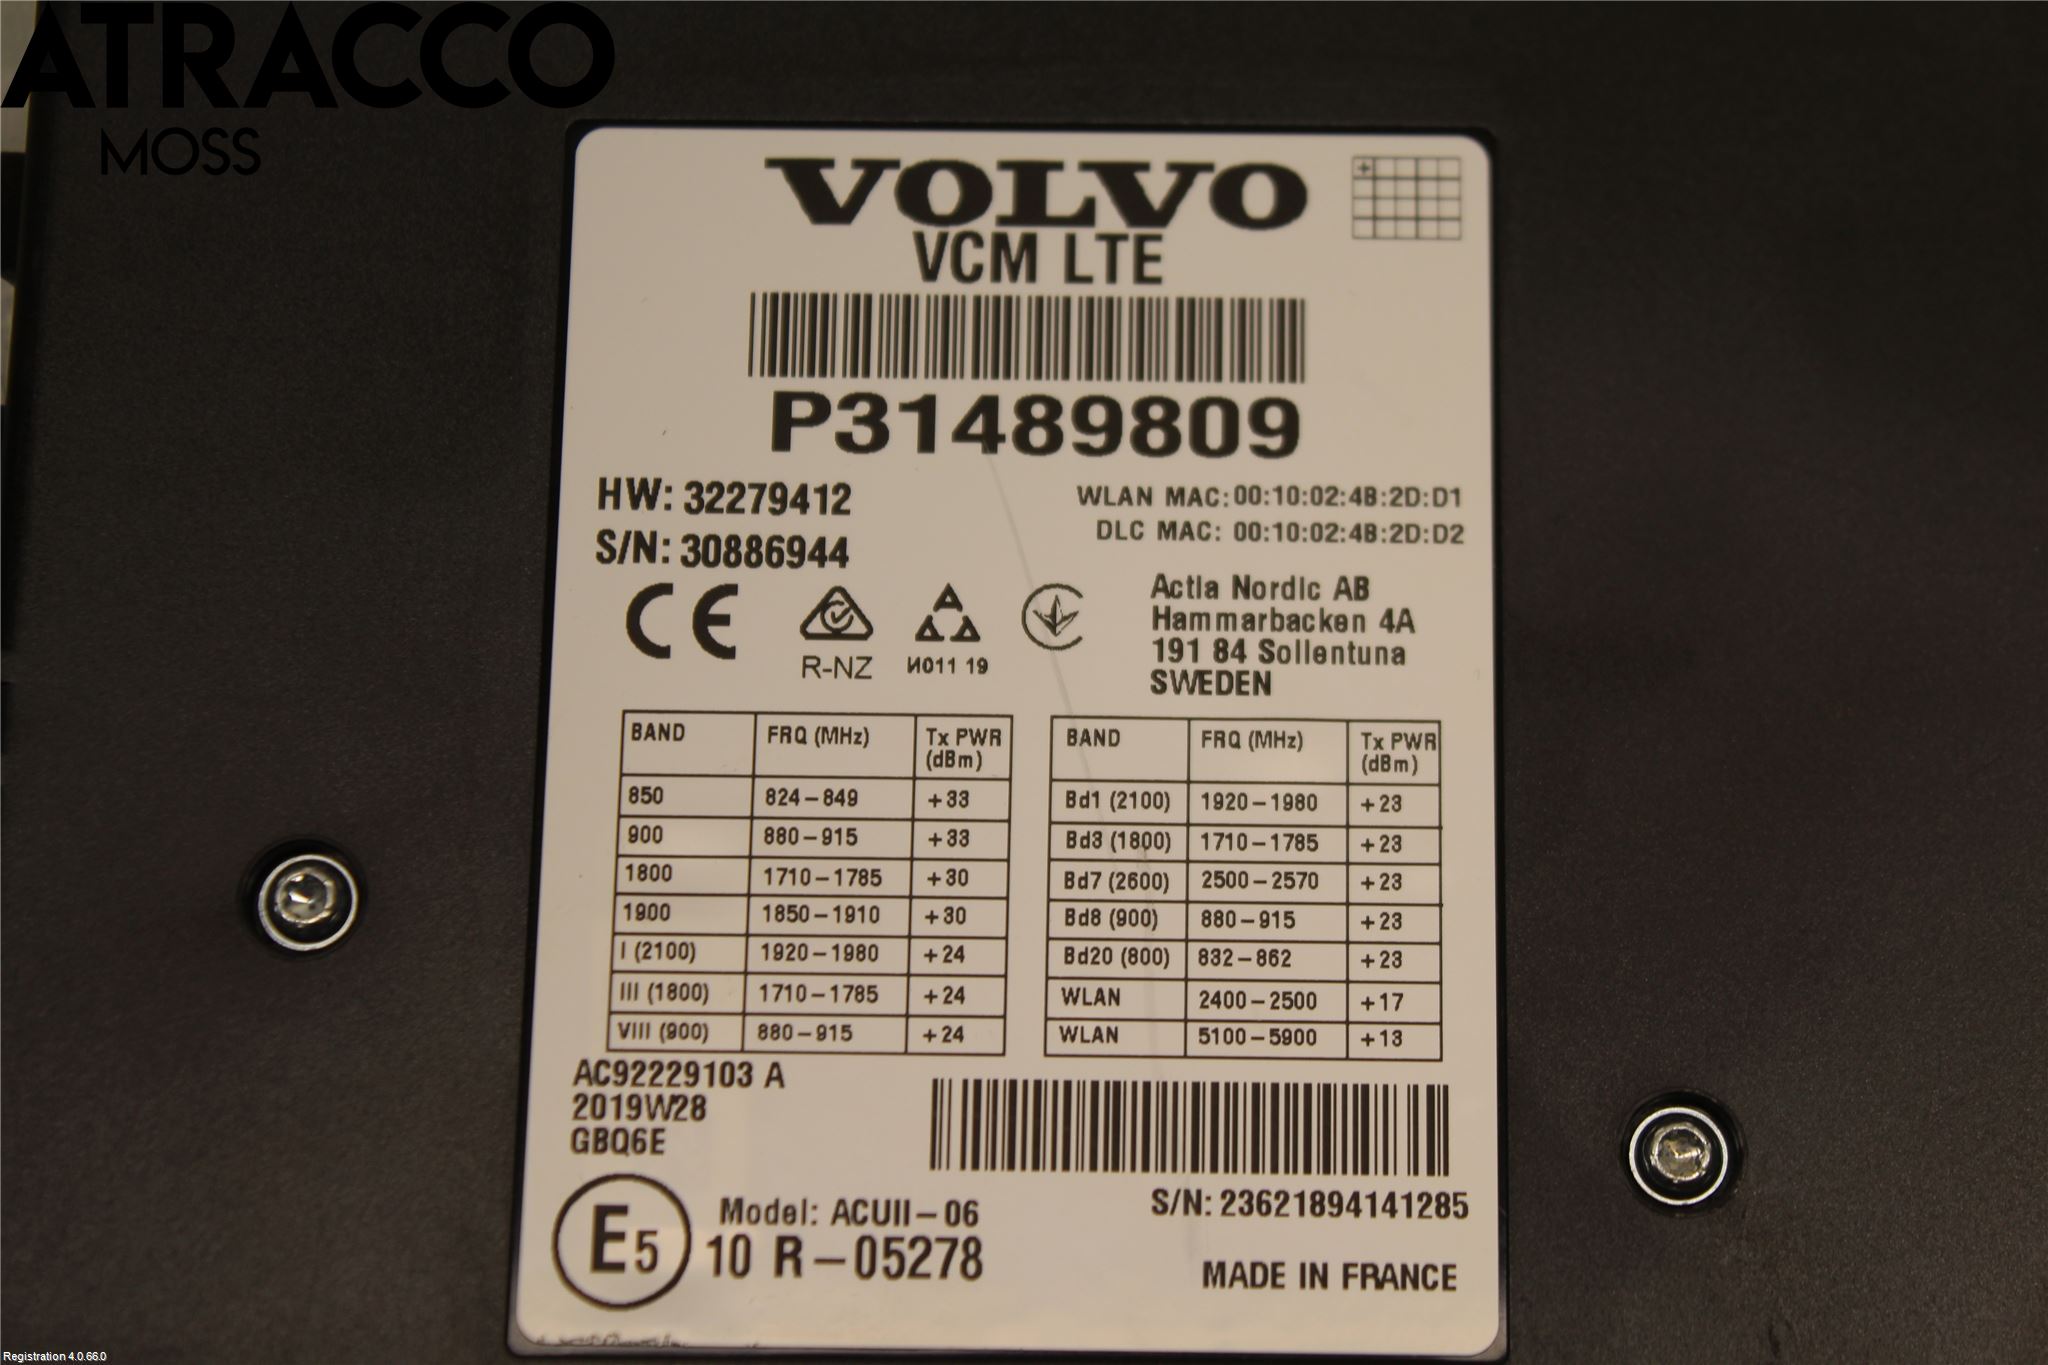 ATRACCO
MOSS
VOLVO
VCM LTE
P31489809
HW: 32279412
S/N: 30886944
WLAN MAC: 00:10:02:4B:2D:D1
DLC MAC: 00:10:02:4B:2D:D2
CE
R-NZ
И011 19
Actia Nordic AB
Hammarbacken 4A
191 84 Sollentuna
SWEDEN
BAND FRQ (MHz) Tx PWR (dBm)
850 824-849 +33
900 880-915 +33
1800 1710-1785 +30
1900 1850-1910 +30
I (2100) 1920-1980 +24
III (1800) 1710-1785 +24
VIII (900) 880-915 +24
BAND FRQ (MHz) Tx PWR (dBm)
Bd1 (2100) 1920-1980 +23
Bd3 (1800) 1710-1785 +23
Bd7 (2600) 2500-2570 +23
Bd8 (900) 880-915 +23
Bd20 (800) 832-862 +23
WLAN 2400-2500 +17
WLAN 5100-5900 +13
AC92229103 A
2019W28
GBQ6E
S/N: 23621894141285
E5
Model: ACUII-06
10 R-05278
MADE IN FRANCE
Registration 4.0.66.0